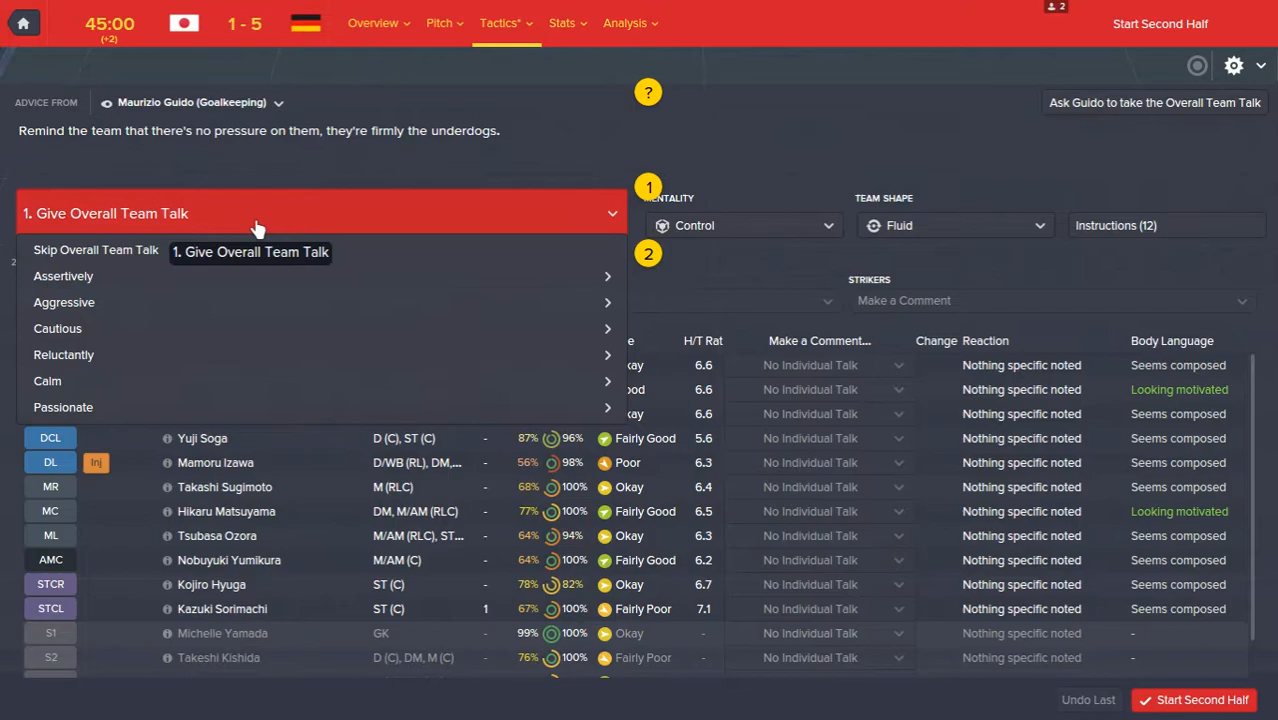 45:00
(+2)
1 - 5
Overview
Pitch
Tactics*
Stats
Analysis
2
Start Second Half
ADVICE FROM
Maurizio Guido (Goalkeeping)
?
Ask Guido to take the Overall Team Talk
Remind the team that there's no pressure on them, they're firmly the underdogs.
1. Give Overall Team Talk
1
MENTALITY
TEAM SHAPE
Control
Fluid
Instructions (12)
Skip Overall Team Talk
1. Give Overall Team Talk
2
2
Assertively
STRIKERS
Aggressive
Make a Comment
Cautious
H/T Rat
Make a Comment...
Change
Reaction
Body Language
Reluctantly
6.6 No Individual Talk Nothing specific noted Seems composed
Calm
6.6 No Individual Talk Nothing specific noted Looking motivated
Passionate
6.6 No Individual Talk Nothing specific noted Seems composed
DCL Yuji Soga D (C), ST (C) - 87% 96% Fairly Good 5.6 No Individual Talk Nothing specific noted Seems composed
DL Inj Mamoru Izawa D/WB (RL), DM,... 56% 98% Poor 6.3 No Individual Talk Nothing specific noted Seems composed
MR Takashi Sugimoto M (RLC) - 68% 100% Okay 6.4 No Individual Talk Nothing specific noted Seems composed
MC Hikaru Matsuyama DM, M/AM (RLC) - 77% 100% Fairly Good 6.5 No Individual Talk Nothing specific noted Looking motivated
ML Tsubasa Ozora M/AM (RLC), ST... - 64% 94% Okay 6.3 No Individual Talk Nothing specific noted Seems composed
AMC Nobuyuki Yumikura M/AM (C) - 64% 100% Fairly Good 6.2 No Individual Talk Nothing specific noted Seems composed
STCR Kojiro Hyuga ST (C) - 78% 82% Okay 6.7 No Individual Talk Nothing specific noted Seems composed
STCL Kazuki Sorimachi ST (C) 1 67% 100% Fairly Poor 7.1 No Individual Talk Nothing specific noted Seems composed
S1 Michelle Yamada GK 99% 100% Okay - No Individual Talk Nothing specific noted -
S2 Takeshi Kishida D (C), DM, M (C) 76% 100% Fairly Poor - No Individual Talk Nothing specific noted -
Undo Last
Start Second Half